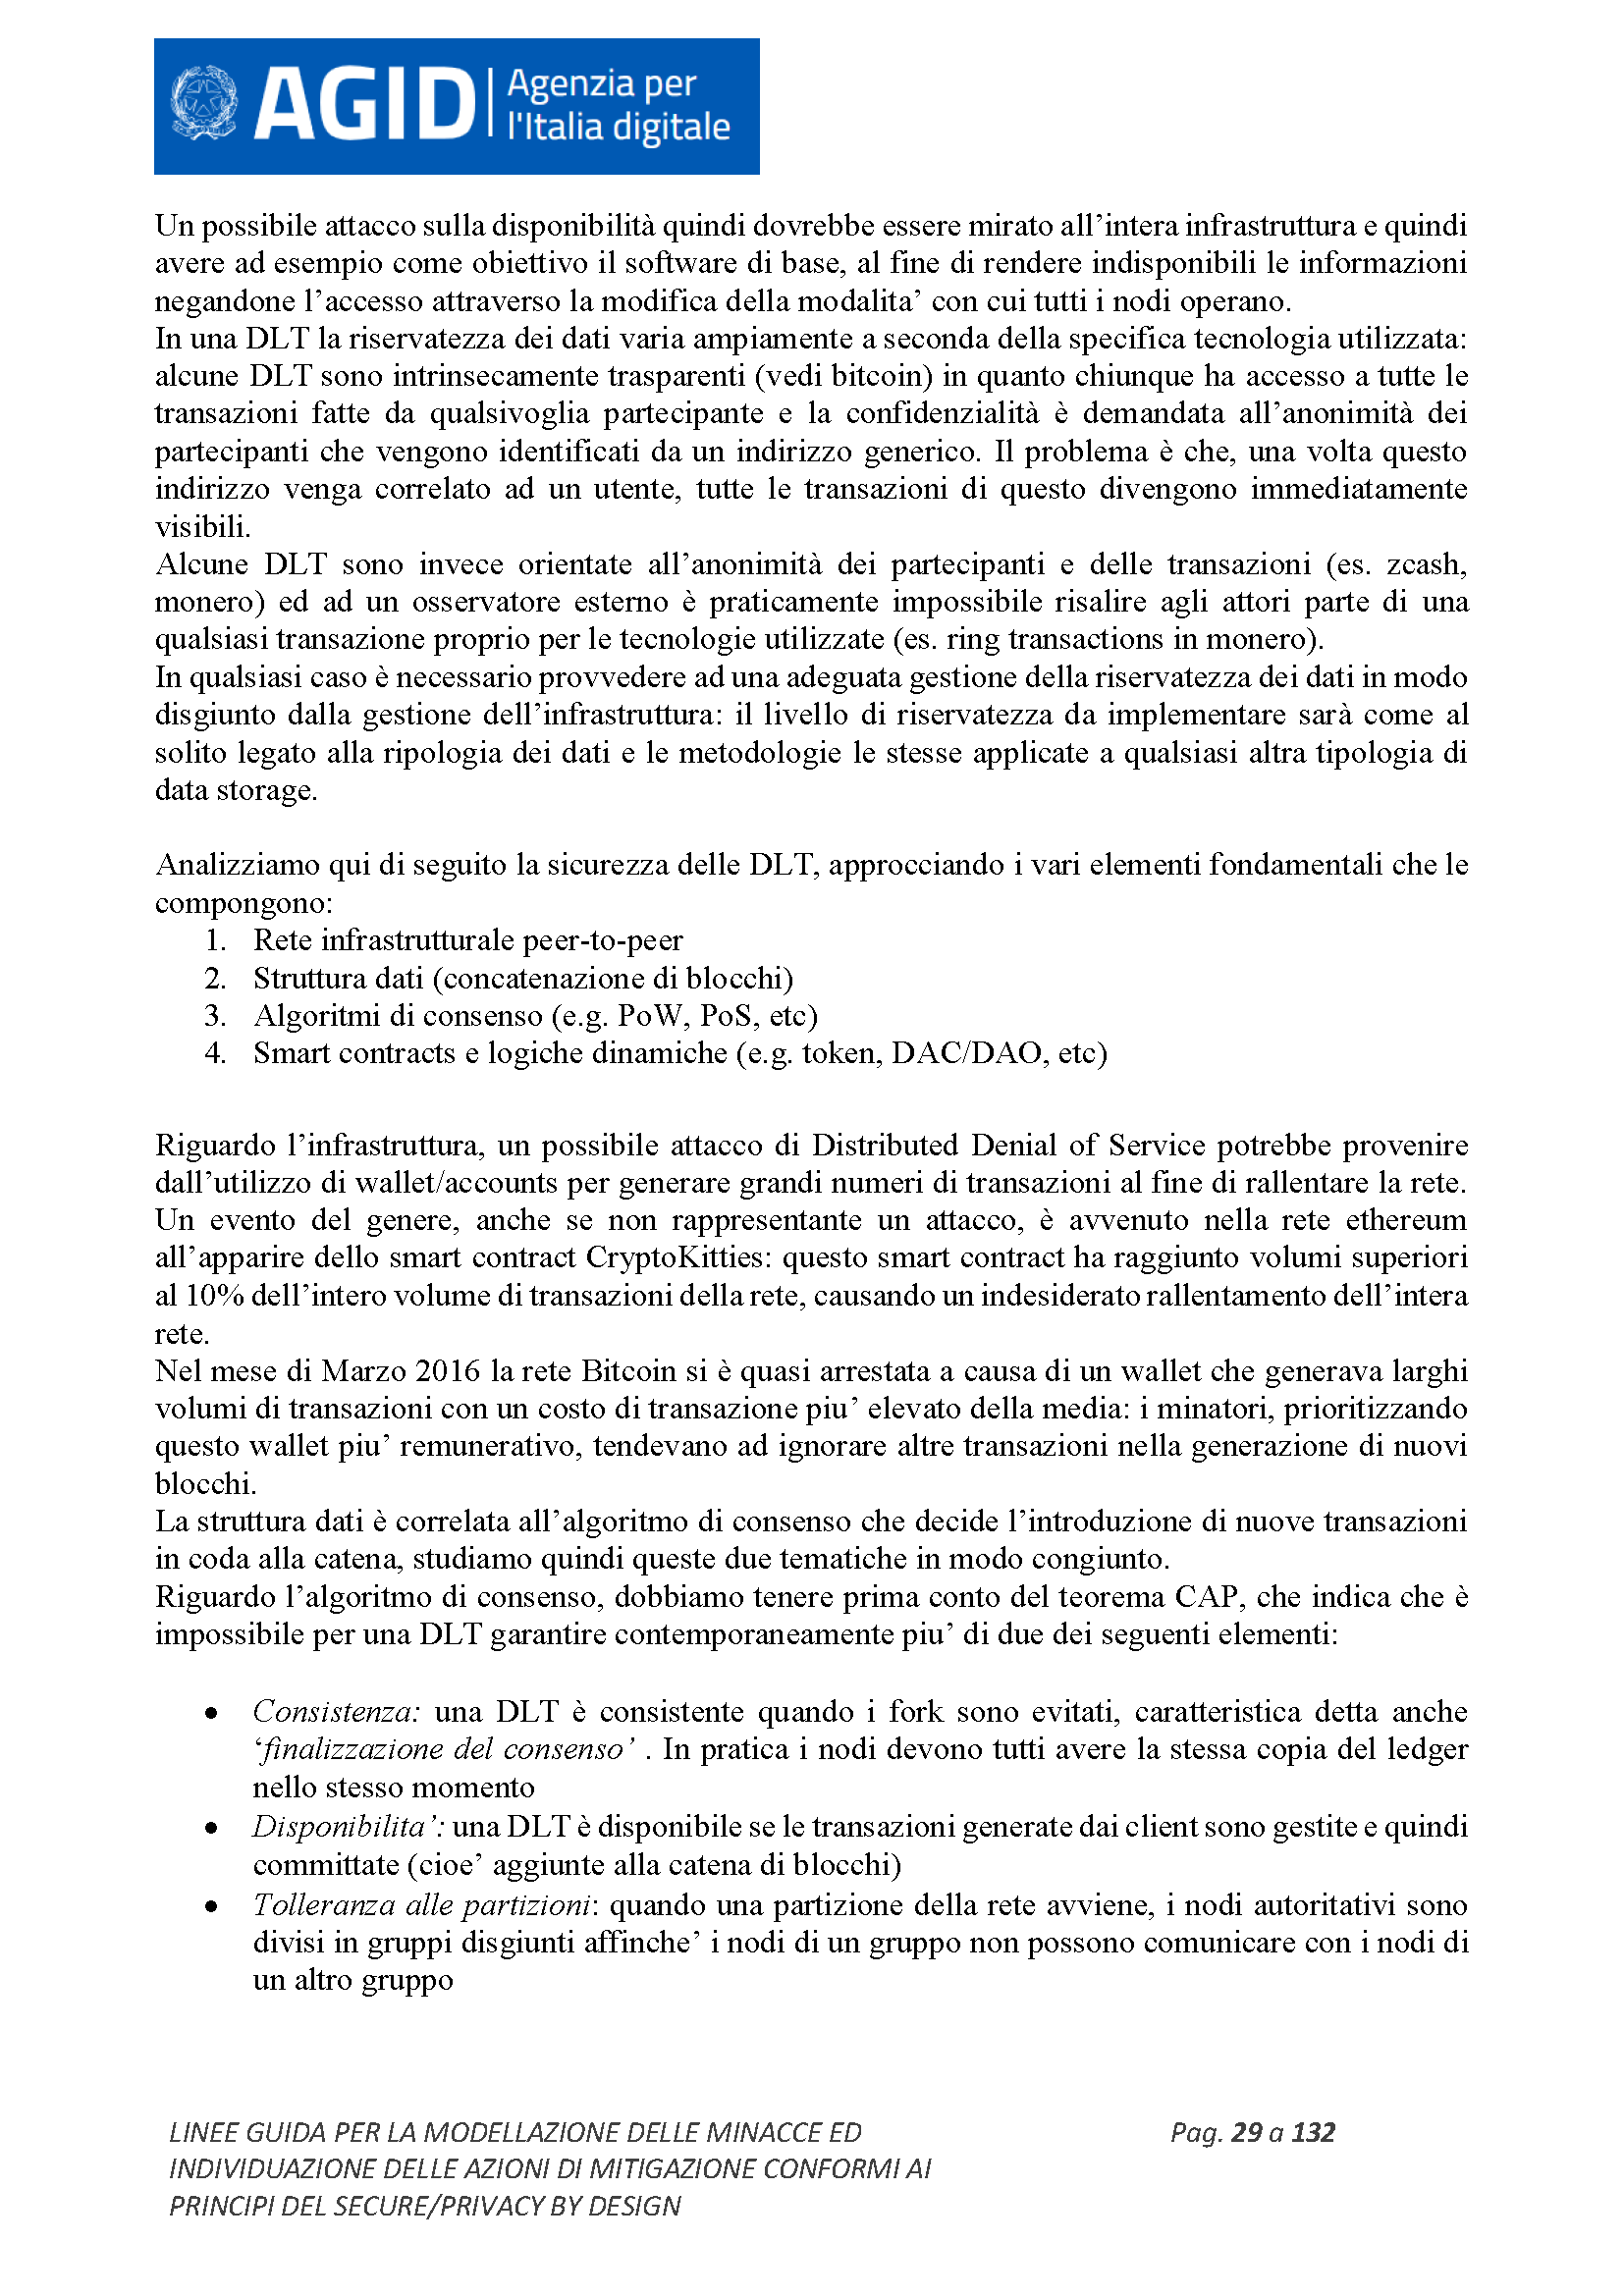 AGID
Agenzia per
l'Italia digitale
Un possibile attacco sulla disponibilità quindi dovrebbe essere mirato all’intera infrastruttura e quindi
avere ad esempio come obiettivo il software di base, al fine di rendere indisponibili le informazioni
negandone l’accesso attraverso la modifica della modalita’ con cui tutti i nodi operano.
In una DLT la riservatezza dei dati varia ampiamente a seconda della specifica tecnologia utilizzata:
alcune DLT sono intrinsecamente trasparenti (vedi bitcoin) in quanto chiunque ha accesso a tutte le
transazioni fatte da qualsivoglia partecipante e la confidenzialità è demandata all’anonimità dei
partecipanti che vengono identificati da un indirizzo generico. Il problema è che, una volta questo
indirizzo venga correlato ad un utente, tutte le transazioni di questo divengono immediatamente
visibili.
Alcune DLT sono invece orientate all’anonimità dei partecipanti e delle transazioni (es. zcash,
monero) ed ad un osservatore esterno è praticamente impossibile risalire agli attori parte di una
qualsiasi transazione proprio per le tecnologie utilizzate (es. ring transactions in monero).
In qualsiasi caso è necessario provvedere ad una adeguata gestione della riservatezza dei dati in modo
disgiunto dalla gestione dell’infrastruttura: il livello di riservatezza da implementare sarà come al
solito legato alla ripologia dei dati e le metodologie le stesse applicate a qualsiasi altra tipologia di
data storage.
Analizziamo qui di seguito la sicurezza delle DLT, approcciando i vari elementi fondamentali che le
compongono:
1. Rete infrastrutturale peer-to-peer
2. Struttura dati (concatenazione di blocchi)
3. Algoritmi di consenso (e.g. PoW, PoS, etc)
4. Smart contracts e logiche dinamiche (e.g. token, DAC/DAO, etc)
Riguardo l’infrastruttura, un possibile attacco di Distributed Denial of Service potrebbe provenire
dall’utilizzo di wallet/accounts per generare grandi numeri di transazioni al fine di rallentare la rete.
Un evento del genere, anche se non rappresentante un attacco, è avvenuto nella rete ethereum
all’apparire dello smart contract CryptoKitties: questo smart contract ha raggiunto volumi superiori
al 10% dell’intero volume di transazioni della rete, causando un indesiderato rallentamento dell’intera
rete.
Nel mese di Marzo 2016 la rete Bitcoin si è quasi arrestata a causa di un wallet che generava larghi
volumi di transazioni con un costo di transazione piu’ elevato della media: i minatori, prioritizzando
questo wallet piu’ remunerativo, tendevano ad ignorare altre transazioni nella generazione di nuovi
blocchi.
La struttura dati è correlata all’algoritmo di consenso che decide l’introduzione di nuove transazioni
in coda alla catena, studiamo quindi queste due tematiche in modo congiunto.
Riguardo l’algoritmo di consenso, dobbiamo tenere prima conto del teorema CAP, che indica che è
impossibile per una DLT garantire contemporaneamente piu’ di due dei seguenti elementi:
• Consistenza: una DLT è consistente quando i fork sono evitati, caratteristica detta anche
‘finalizzazione del consenso’ . In pratica i nodi devono tutti avere la stessa copia del ledger
nello stesso momento
• Disponibilita’: una DLT è disponibile se le transazioni generate dai client sono gestite e quindi
committate (cioe’ aggiunte alla catena di blocchi)
• Tolleranza alle partizioni: quando una partizione della rete avviene, i nodi autoritativi sono
divisi in gruppi disgiunti affinche’ i nodi di un gruppo non possono comunicare con i nodi di
un altro gruppo
LINEE GUIDA PER LA MODELLAZIONE DELLE MINACCE ED
INDIVIDUAZIONE DELLE AZIONI DI MITIGAZIONE CONFORMI AI
PRINCIPI DEL SECURE/PRIVACY BY DESIGN
Pag. 29 a 132